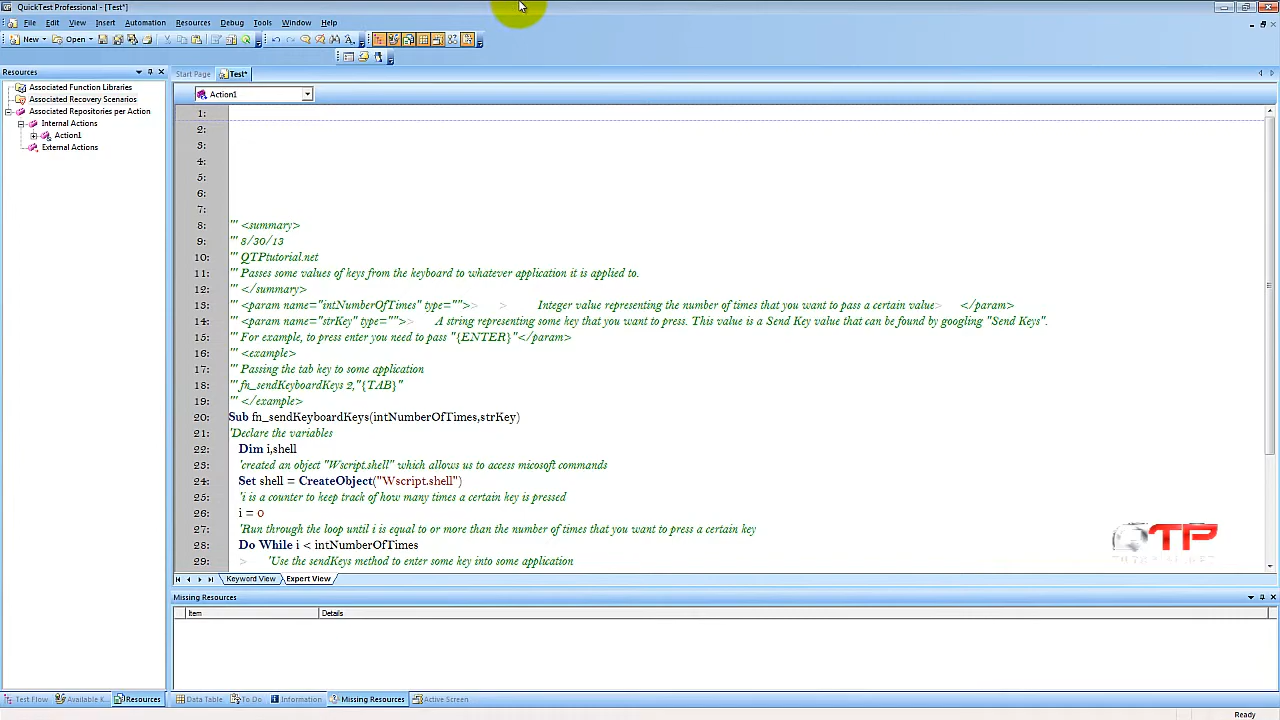 QuickTest Professional - [Test*]
File Edit View Insert Automation Resources Debug Tools Window Help
New Open
Resources
Start Page Test*
Associated Function Libraries
Associated Recovery Scenarios
Associated Repositories per Action
Internal Actions
Action1
External Actions
Action1
1:
2:
3:
4:
5:
6:
7:
8: ''' <summary>
9: ''' 8/30/13
10: ''' QTPtutorial.net
11: ''' Passes some values of keys from the keyboard to whatever application it is applied to.
12: ''' </summary>
13: ''' <param name="intNumberOfTimes" type="">> > Integer value representing the number of times that you want to pass a certain value> </param>
14: ''' <param name="strKey" type="">> A string representing some key that you want to press. This value is a Send Key value that can be found by googling "Send Keys".
15: ''' For example, to press enter you need to pass "{ENTER}"</param>
16: ''' <example>
17: ''' Passing the tab key to some application
18: ''' fn_sendKeyboardKeys 2,"{TAB}"
19: ''' </example>
20: Sub fn_sendKeyboardKeys(intNumberOfTimes,strKey)
21: 'Declare the variables
22: Dim i,shell
23: 'created an object "Wscript.shell" which allows us to access micosoft commands
24: Set shell = CreateObject("Wscript.shell")
25: 'i is a counter to keep track of how many times a certain key is pressed
26: i = 0
27: 'Run through the loop until i is equal to or more than the number of times that you want to press a certain key
28: Do While i < intNumberOfTimes
29: > 'Use the sendKeys method to enter some key into some application
QTP
Keyword View Expert View
Missing Resources
Item Details
Test Flow Available K... Resources Data Table To Do Information Missing Resources Active Screen
Ready